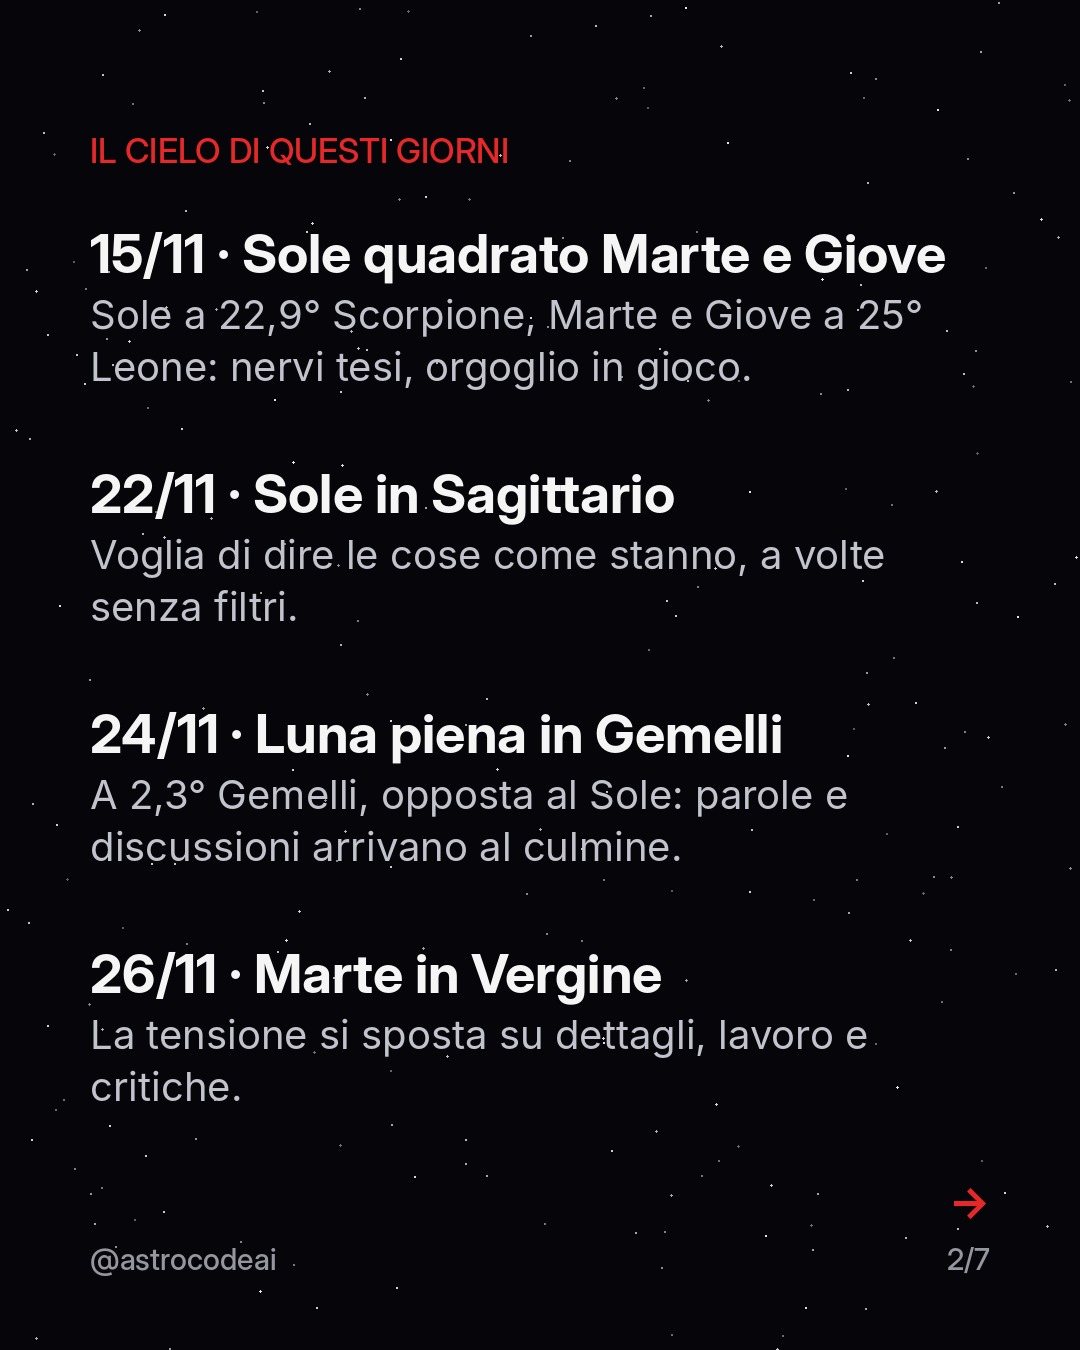 IL CIELO DI QUESTI GIORNI
15/11 · Sole quadrato Marte e Giove
Sole a 22,9° Scorpione, Marte e Giove a 25°
Leone: nervi tesi, orgoglio in gioco.
22/11 · Sole in Sagittario
Voglia di dire le cose come stanno, a volte
senza filtri.
24/11 · Luna piena in Gemelli
A 2,3° Gemelli, opposta al Sole: parole e
discussioni arrivano al culmine.
26/11 · Marte in Vergine
La tensione si sposta su dettagli, lavoro e
critiche.
→
@astrocodeai
2/7